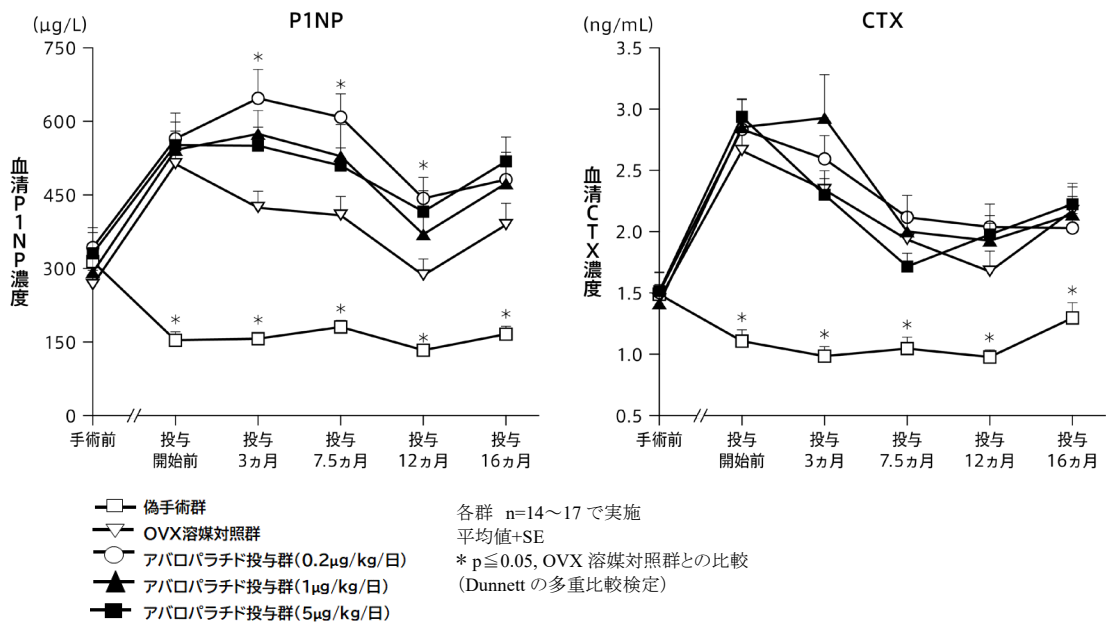 P1NP
(μg/L)
750
600
450
300
150
0
血清P1NP濃度
*
*
*
*
*
*
*
*
手術前
投与
開始前
投与
3ヵ月
投与
7.5ヵ月
投与
12ヵ月
投与
16ヵ月
CTX
(ng/mL)
3.5
3.0
2.5
2.0
1.5
1.0
0.5
血清CTX濃度
*
*
*
*
*
手術前
投与
開始前
投与
3ヵ月
投与
7.5ヵ月
投与
12ヵ月
投与
16ヵ月
偽手術群
OVX溶媒対照群
アバロパラチド投与群(0.2μg/kg/日)
アバロパラチド投与群(1μg/kg/日)
アバロパラチド投与群(5μg/kg/日)
各群 n=14~17 で実施
平均値+SE
* p≦0.05, OVX 溶媒対照群との比較
(Dunnett の多重比較検定)